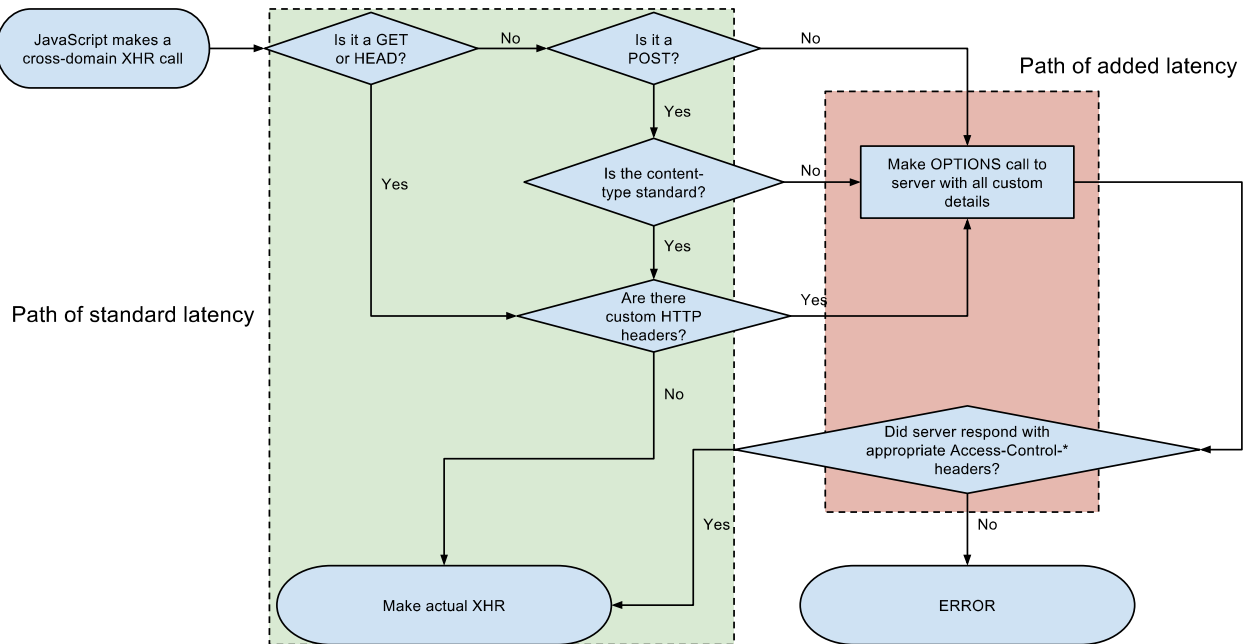 JavaScript makes a
cross-domain XHR call
Is it a GET
or HEAD?
No
Is it a
POST?
No
Path of added latency
Yes
Yes
Is the content-
type standard?
No
Make OPTIONS call to
server with all custom
details
Yes
Path of standard latency
Are there
custom HTTP
headers?
Yes
No
Did server respond with
appropriate Access-Control-*
headers?
Yes
No
Make actual XHR
ERROR